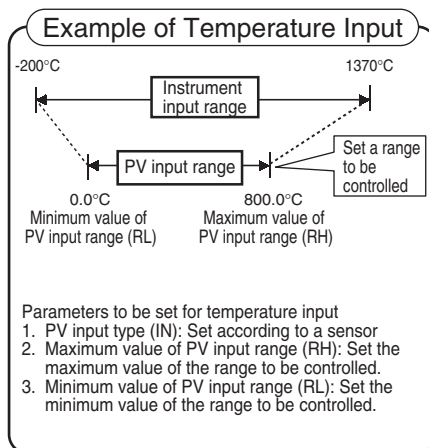 Example of Temperature Input
-200°C 1370°C
Instrument
input range
PV input range
Set a range
to be
controlled
0.0°C 800.0°C
Minimum value of Maximum value of
PV input range (RL) PV input range (RH)
Parameters to be set for temperature input
1. PV input type (IN): Set according to a sensor
2. Maximum value of PV input range (RH): Set the
maximum value of the range to be controlled.
3. Minimum value of PV input range (RL): Set the
minimum value of the range to be controlled.